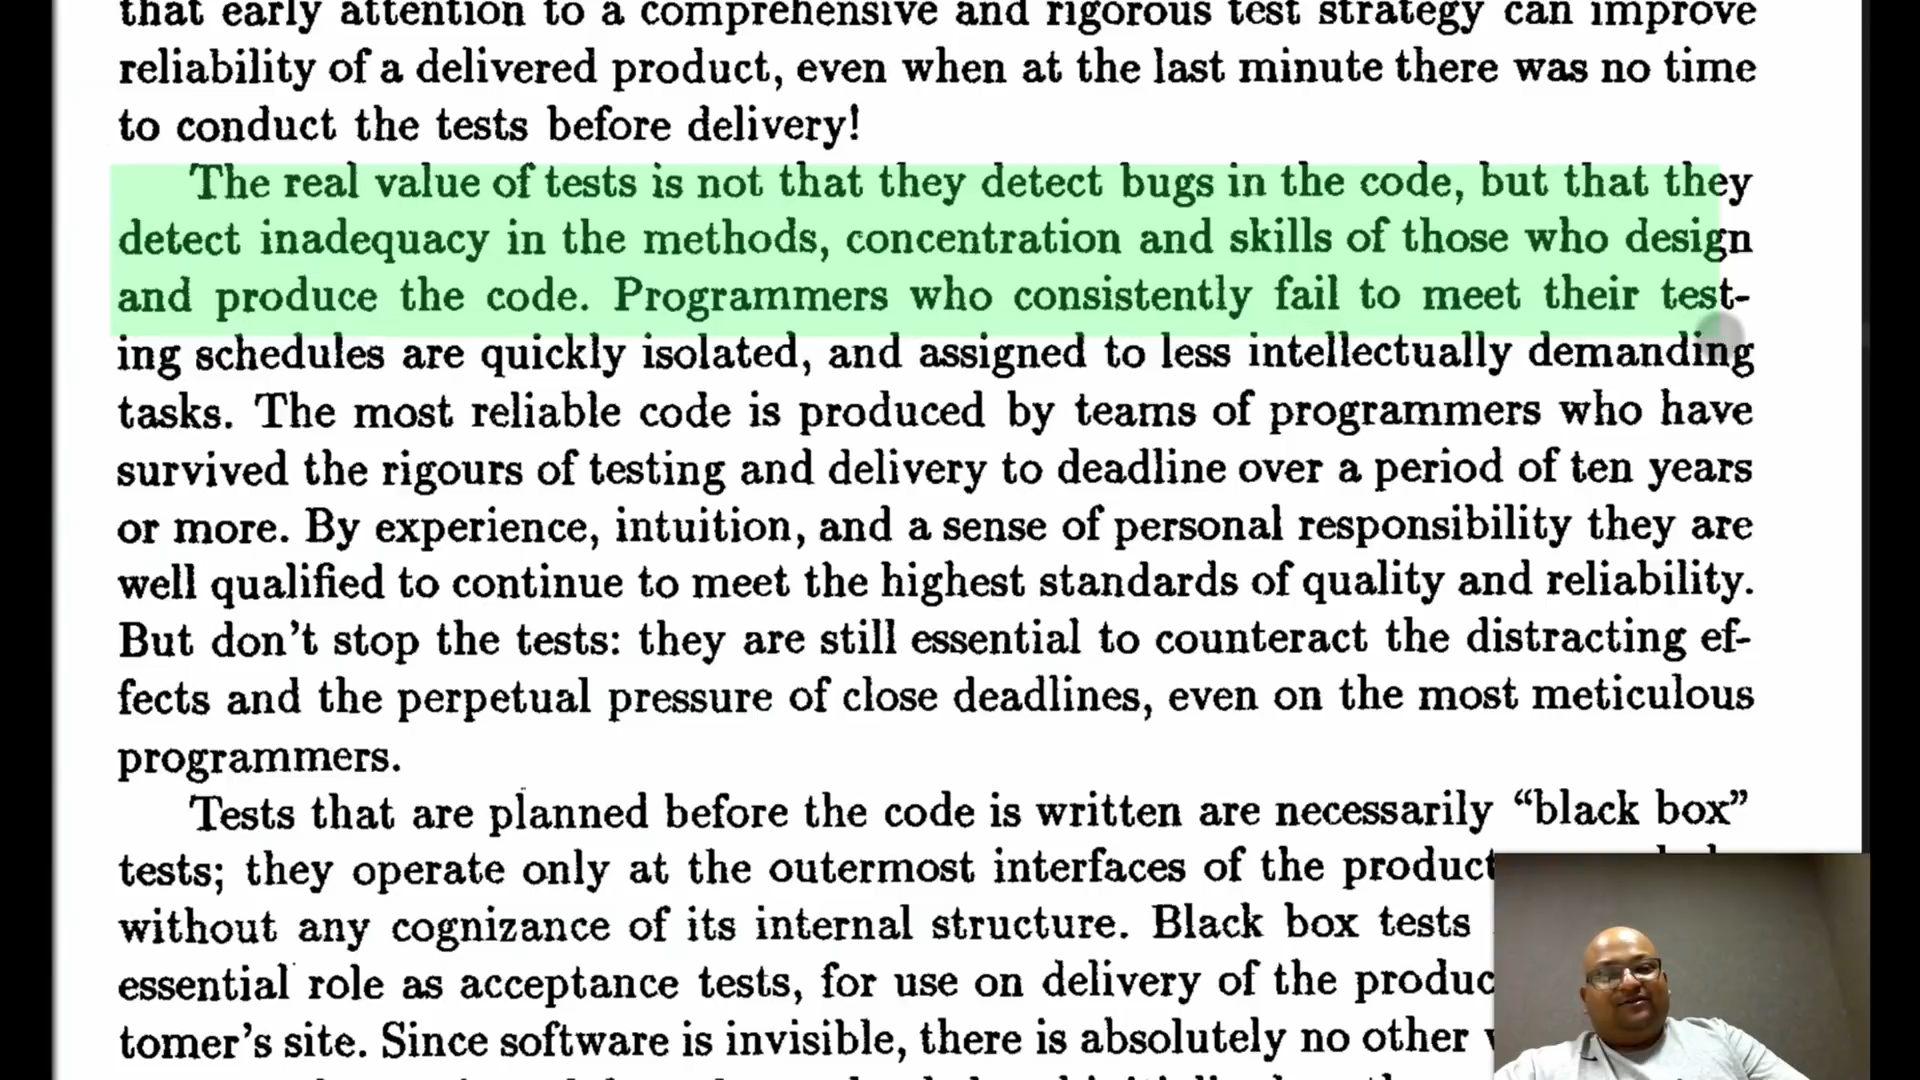 that early attention to a comprehensive and rigorous test strategy can improve
reliability of a delivered product, even when at the last minute there was no time
to conduct the tests before delivery!
The real value of tests is not that they detect bugs in the code, but that they
detect inadequacy in the methods, concentration and skills of those who design
and produce the code. Programmers who consistently fail to meet their test-
ing schedules are quickly isolated, and assigned to less intellectually demanding
tasks. The most reliable code is produced by teams of programmers who have
survived the rigours of testing and delivery to deadline over a period of ten years
or more. By experience, intuition, and a sense of personal responsibility they are
well qualified to continue to meet the highest standards of quality and reliability.
But don't stop the tests: they are still essential to counteract the distracting ef-
fects and the perpetual pressure of close deadlines, even on the most meticulous
programmers.
Tests that are planned before the code is written are necessarily “black box”
tests; they operate only at the outermost interfaces of the product
without any cognizance of its internal structure. Black box tests
essential role as acceptance tests, for use on delivery of the produc
tomer's site. Since software is invisible, there is absolutely no other